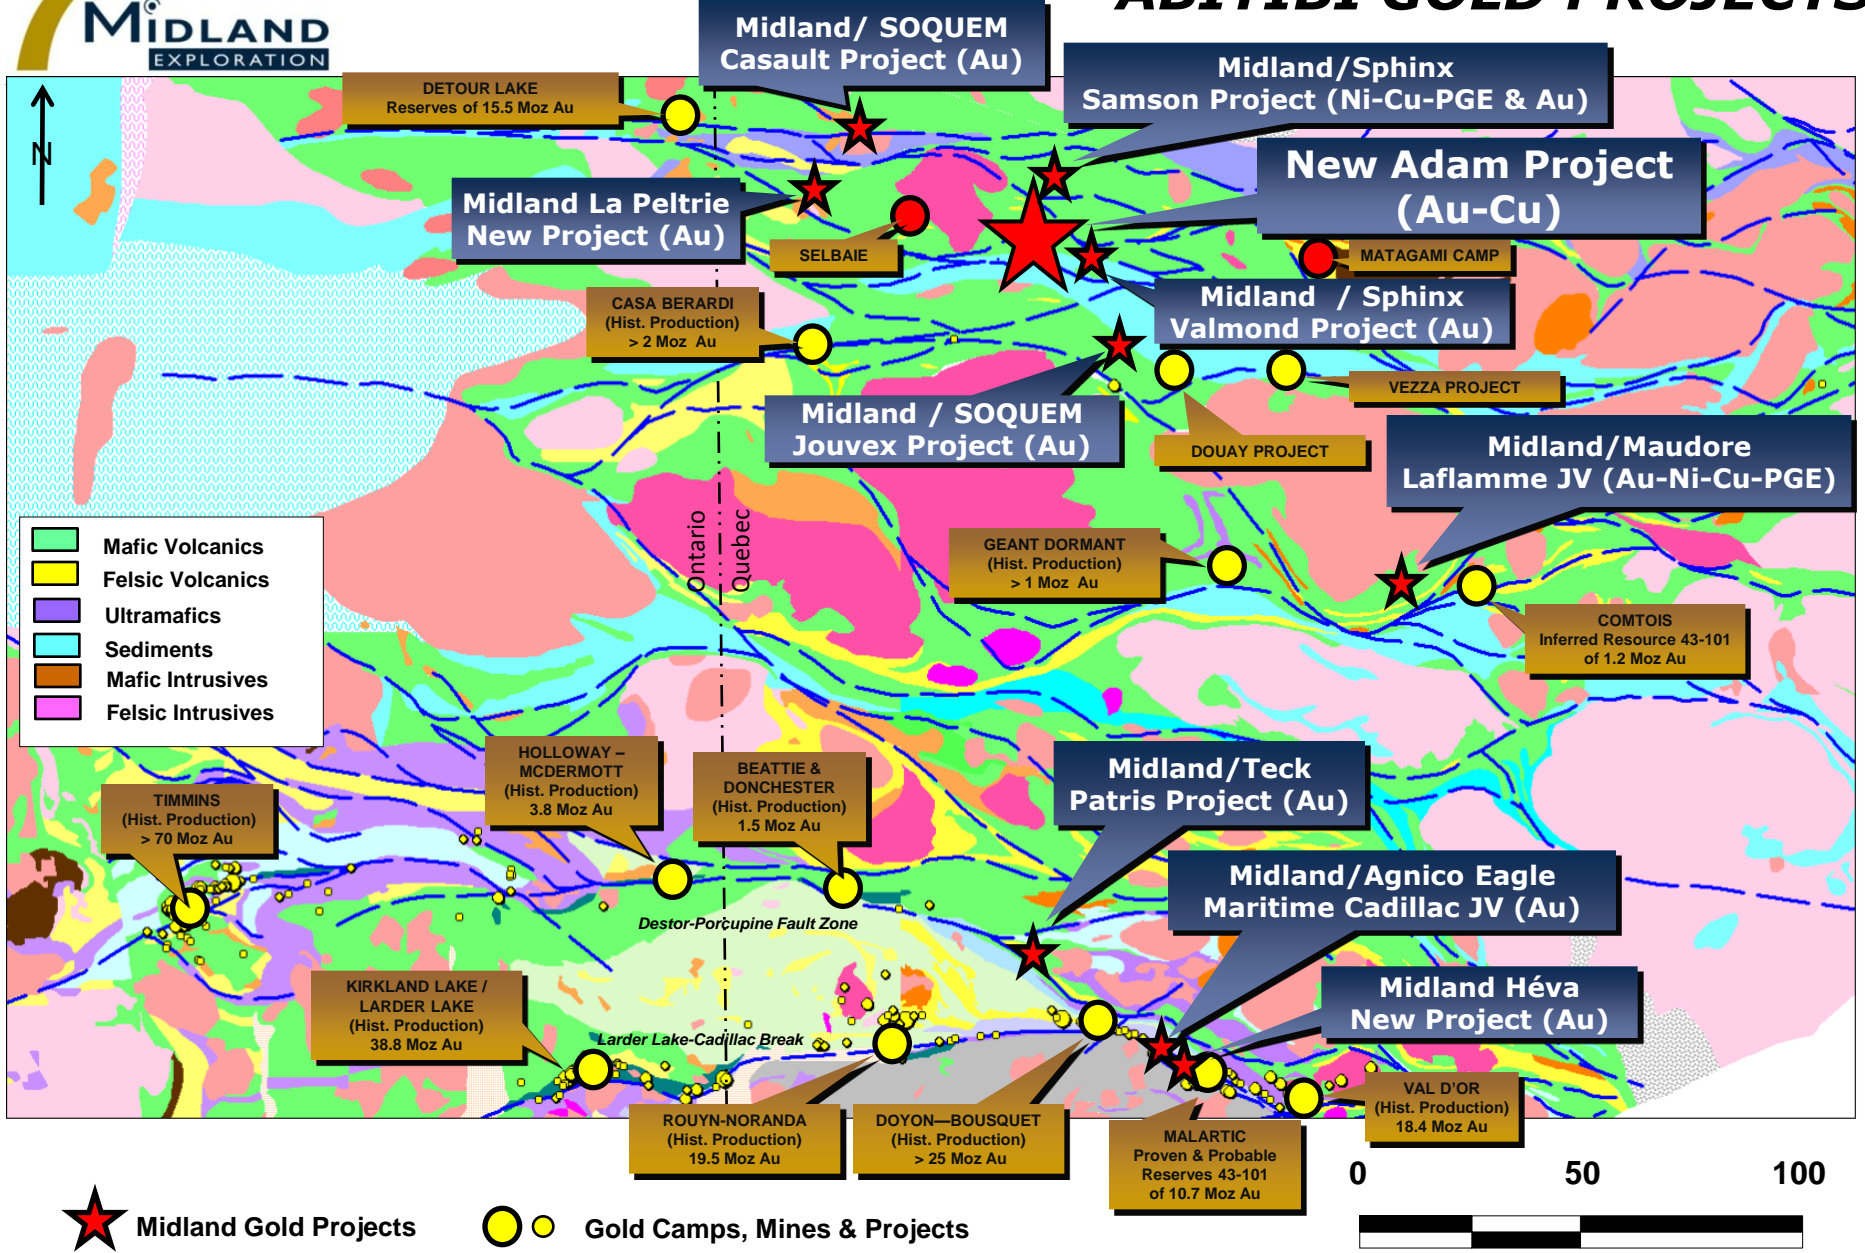 MIDLAND
EXPLORATION
ABITIBI GOLD PROJECTS
Midland/ SOQUEM
Casault Project (Au)
Midland/Sphinx
Samson Project (Ni-Cu-PGE & Au)
DETOUR LAKE
Reserves of 15.5 Moz Au
N
New Adam Project
(Au-Cu)
Midland La Peltrie
New Project (Au)
SELBAIE
MATAGAMI CAMP
Midland / Sphinx
Valmond Project (Au)
CASA BERARDI
(Hist. Production)
> 2 Moz Au
VEZZA PROJECT
Midland / SOQUEM
Jouvex Project (Au)
DOUAY PROJECT
Midland/Maudore
Laflamme JV (Au-Ni-Cu-PGE)
Ontario
Quebec
Mafic Volcanics
Felsic Volcanics
Ultramafics
Sediments
Mafic Intrusives
Felsic Intrusives
GEANT DORMANT
(Hist. Production)
> 1 Moz Au
COMTOIS
Inferred Resource 43-101
of 1.2 Moz Au
HOLLOWAY –
MCDERMOTT
(Hist. Production)
3.8 Moz Au
BEATTIE &
DONCHESTER
(Hist. Production)
1.5 Moz Au
Midland/Teck
Patris Project (Au)
TIMMINS
(Hist. Production)
> 70 Moz Au
Midland/Agnico Eagle
Maritime Cadillac JV (Au)
Destor-Porcupine Fault Zone
KIRKLAND LAKE /
LARDER LAKE
(Hist. Production)
38.8 Moz Au
Midland Héva
New Project (Au)
Larder Lake-Cadillac Break
ROUYN-NORANDA
(Hist. Production)
19.5 Moz Au
DOYON—BOUSQUET
(Hist. Production)
> 25 Moz Au
MALARTIC
Proven & Probable
Reserves 43-101
of 10.7 Moz Au
VAL D'OR
(Hist. Production)
18.4 Moz Au
0 50 100
Midland Gold Projects
Gold Camps, Mines & Projects